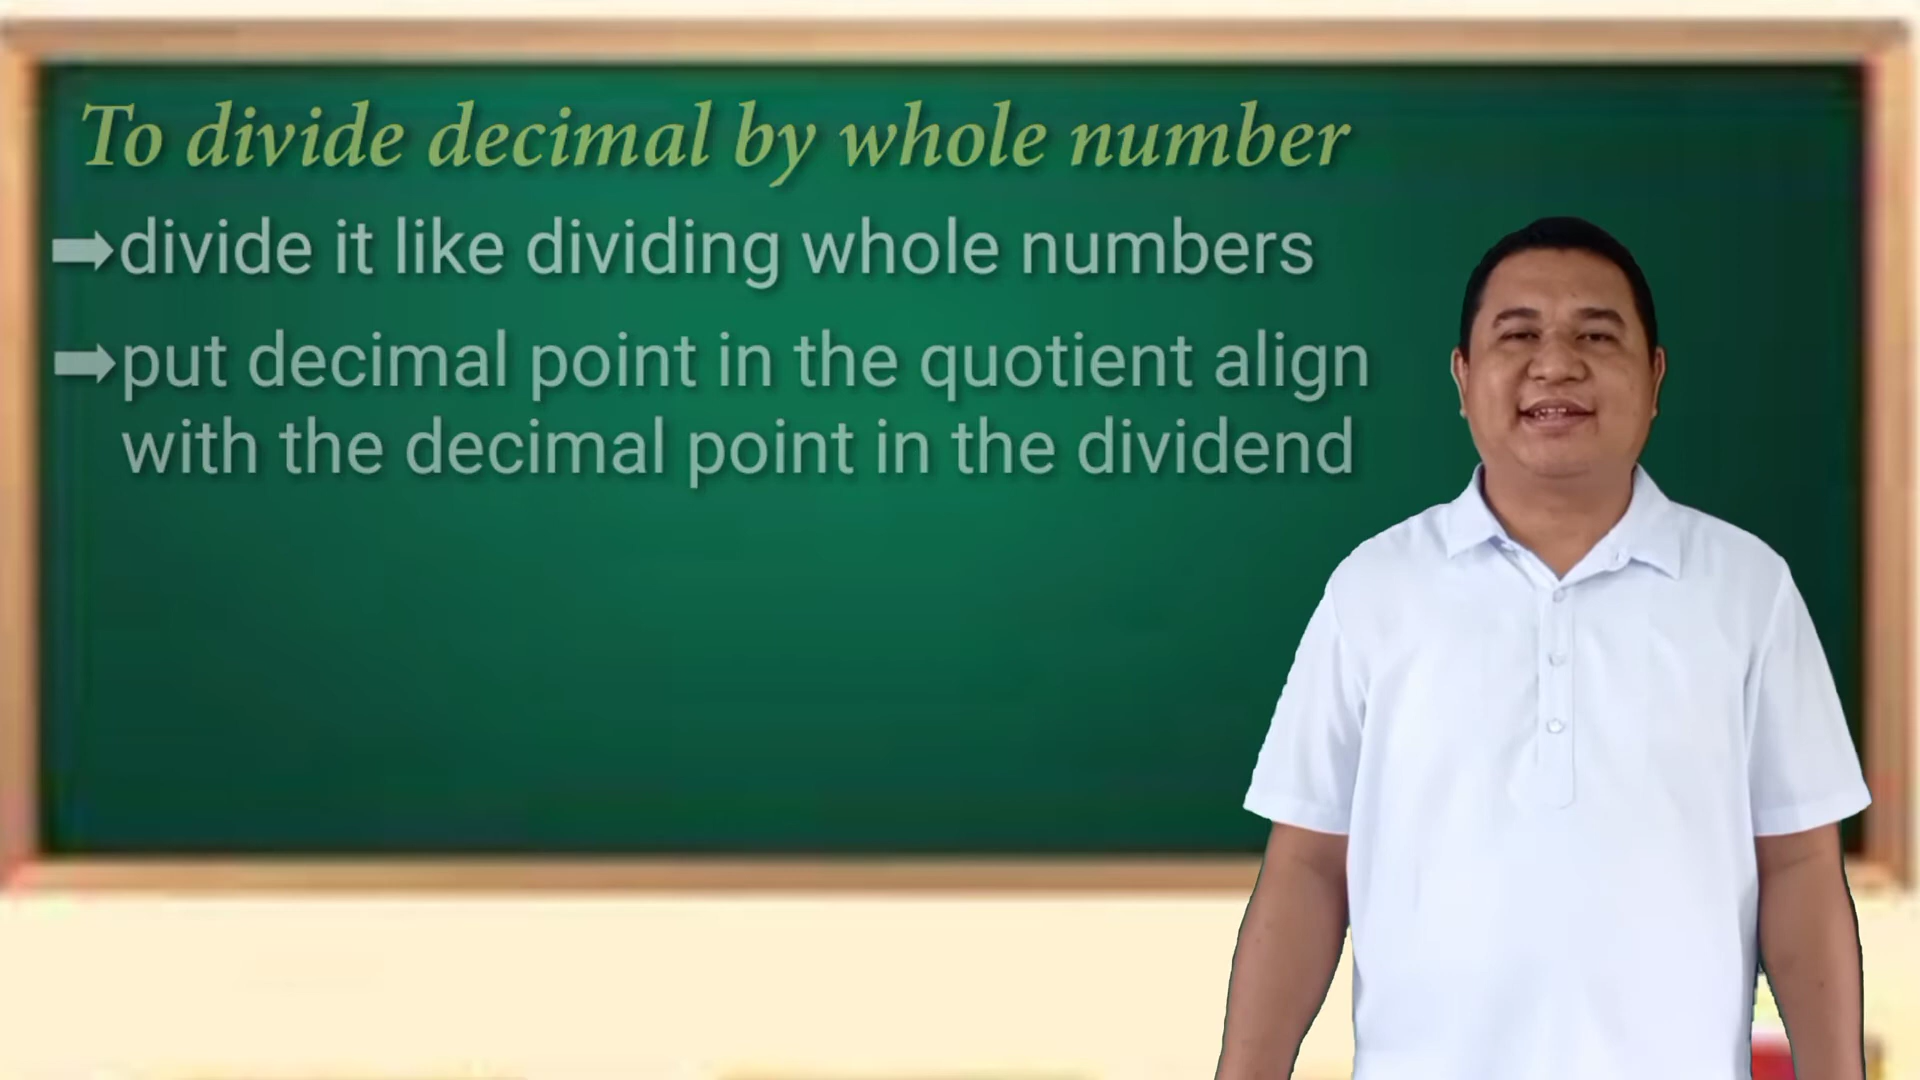 To divide decimal by whole number
➡divide it like dividing whole numbers
➡put decimal point in the quotient align
with the decimal point in the dividend